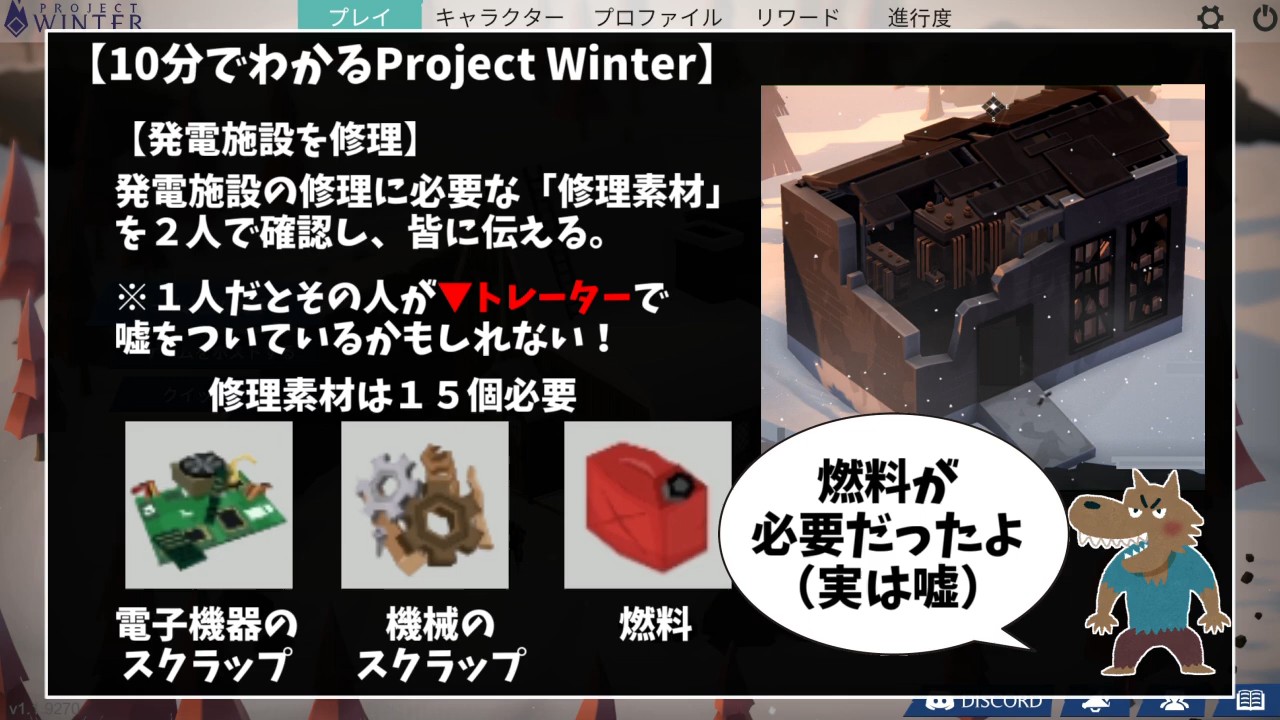 PROJECT
WINTER
プレイ
キャラクター
プロファイル
リワード
進行度
【10分でわかるProject Winter】
【発電施設を修理】
発電施設の修理に必要な「修理素材」
を２人で確認し、皆に伝える。
※１人だとその人が▼トレーターで
嘘をついているかもしれない！
修理素材は１５個必要
電子機器の
スクラップ
機械の
スクラップ
燃料
燃料が
必要だったよ
（実は嘘）
DISCORD